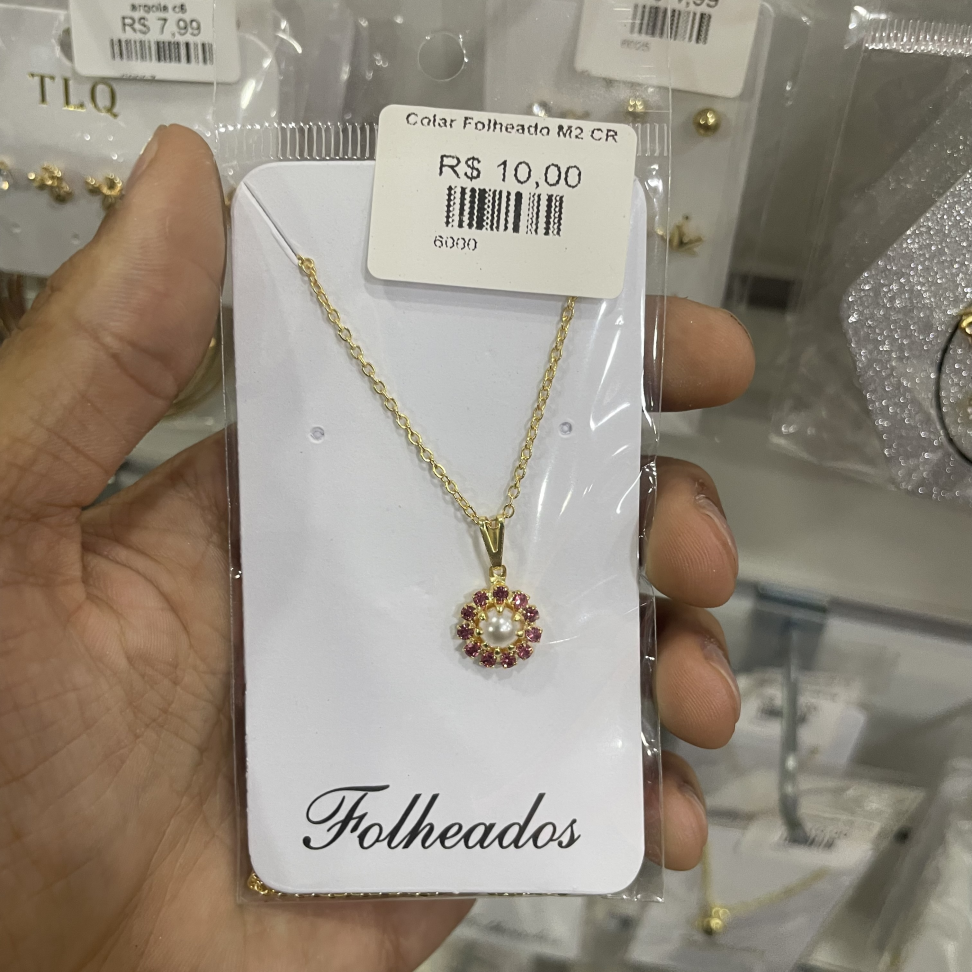 argola c6
R$ 7,99
TLQ
Colar Folheado M2 CR
R$ 10,00
6000
Folheados